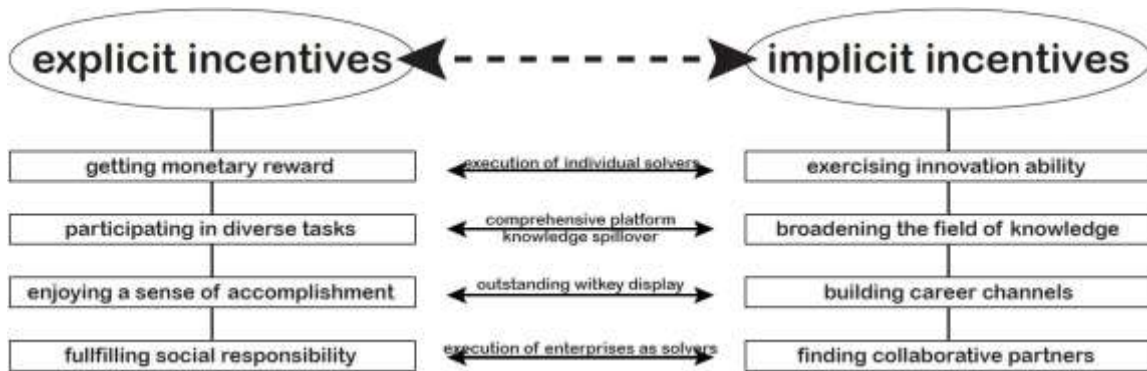 explicit incentives
implicit incentives
getting monetary reward
execution of individual solvers
exercising innovation ability
participating in diverse tasks
comprehensive platform
knowledge spillover
broadening the field of knowledge
enjoying a sense of accomplishment
outstanding witkey display
building career channels
fullfilling social responsibility
execution of enterprises as solvers
finding collaborative partners